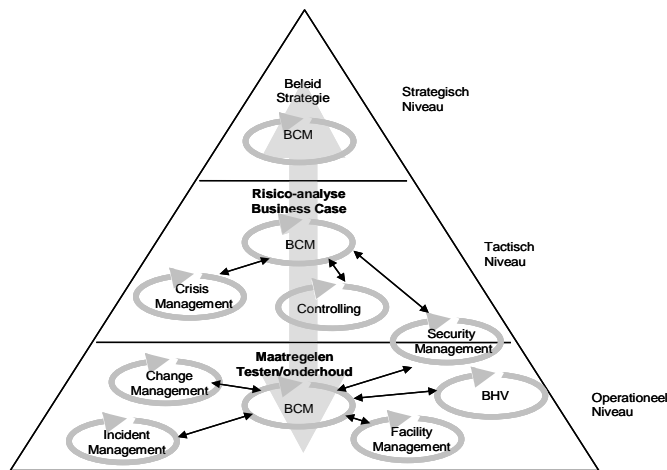 Beleid
Strategie
BCM
Strategisch
Niveau
Risico-analyse
Business Case
BCM
Tactisch
Niveau
Crisis
Management
Controlling
Security
Management
Maatregelen
Testen/onderhoud
BCM
Change
Management
BHV
Operationeel
Niveau
Incident
Management
Facility
Management